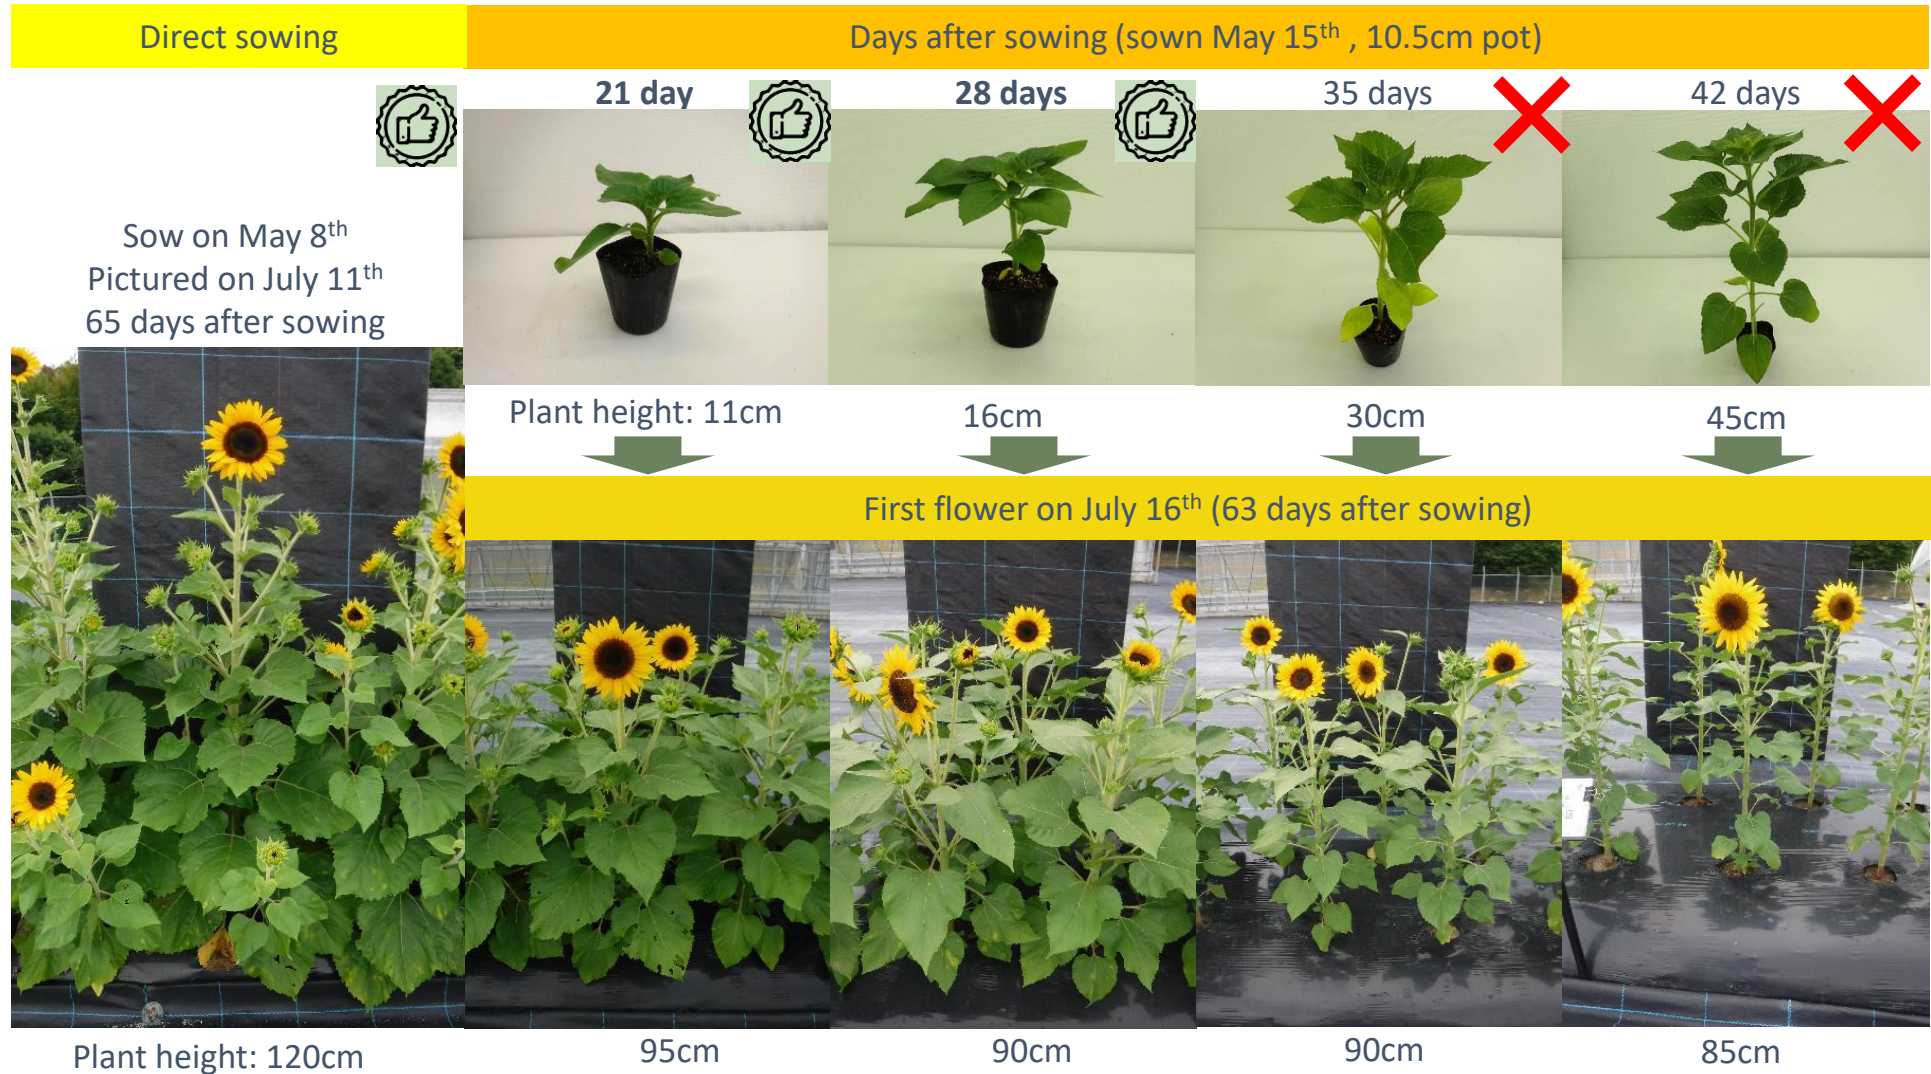 Direct sowing
Days after sowing (sown May 15th , 10.5cm pot)
21 day
28 days
35 days
42 days
Sow on May 8th
Pictured on July 11th
65 days after sowing
Plant height: 11cm
16cm
30cm
45cm
First flower on July 16th (63 days after sowing)
Plant height: 120cm
95cm
90cm
90cm
85cm